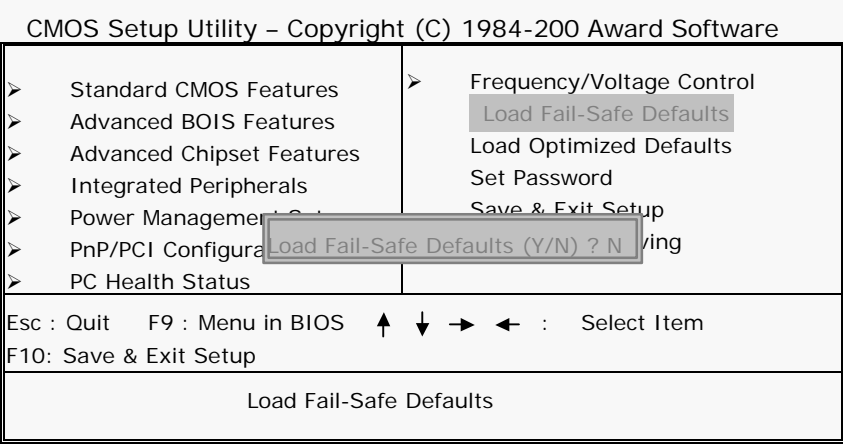 CMOS Setup Utility – Copyright (C) 1984-200 Award Software
Standard CMOS Features
Advanced BOIS Features
Advanced Chipset Features
Integrated Peripherals
Power Management
PnP/PCI Configura
PC Health Status
Frequency/Voltage Control
Load Fail-Safe Defaults
Load Optimized Defaults
Set Password
Save & Exit Setup
ving
Load Fail-Safe Defaults (Y/N) ? N
Esc : Quit F9 : Menu in BIOS ↑ ↓ → ← : Select Item
F10: Save & Exit Setup
Load Fail-Safe Defaults